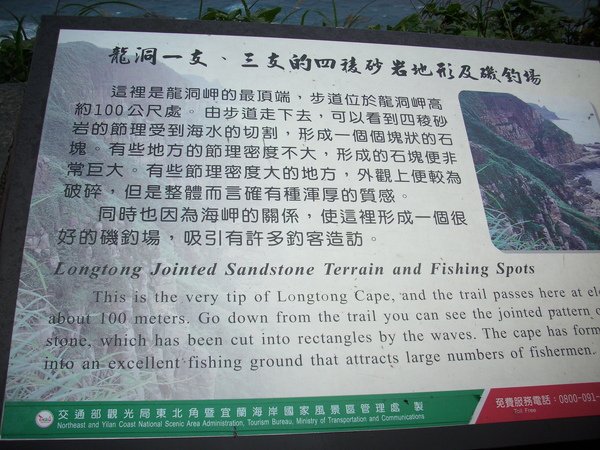 龍洞一支、三支的四稜砂岩地形及磯釣場
這裡是龍洞岬的最頂端，步道位於龍洞岬高
約100公尺處。由步道走下去，可以看到四稜砂
岩的節理受到海水的切割，形成一個個塊狀的石
塊。有些地方的節理密度不大，形成的石塊便非
常巨大。有些節理密度大的地方，外觀上便較為
破碎，但是整體而言確有種渾厚的質感。
同時也因為海岬的關係，使這裡形成一個很
好的磯釣場，吸引有許多釣客造訪。
Longtong Jointed Sandstone Terrain and Fishing Spots
This is the very tip of Longtong Cape, and the trail passes here at
about 100 meters. Go down from the trail you can see the jointed pattern
stone, which has been cut into rectangles by the waves. The cape has
into an excellent fishing ground that attracts large numbers of fishermen.
交通部觀光局東北角暨宜蘭海岸國家風景區管理處 製
Northeast and Yilan Coast National Scenic Area Administration, Tourism Bureau, Ministry of Transportation and Communications
免費服務電話：0800-091-
Toll Free